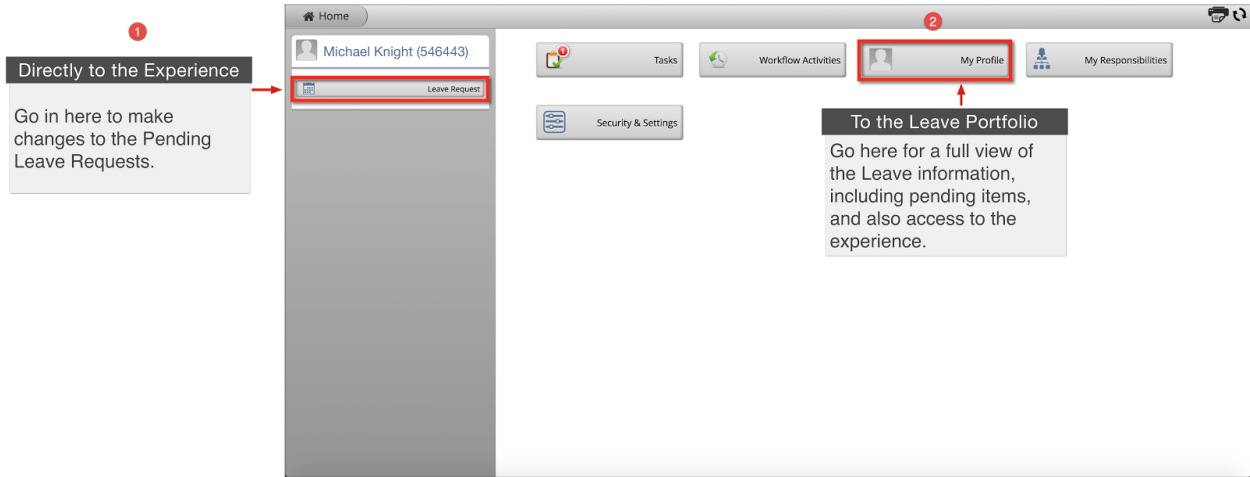 Home
1
2
Michael Knight (546443)
Directly to the Experience
Go in here to make
changes to the Pending
Leave Requests.
Leave Request
1
Tasks
Workflow Activities
My Profile
My Responsibilities
Security & Settings
To the Leave Portfolio
Go here for a full view of
the Leave information,
including pending items,
and also access to the
experience.